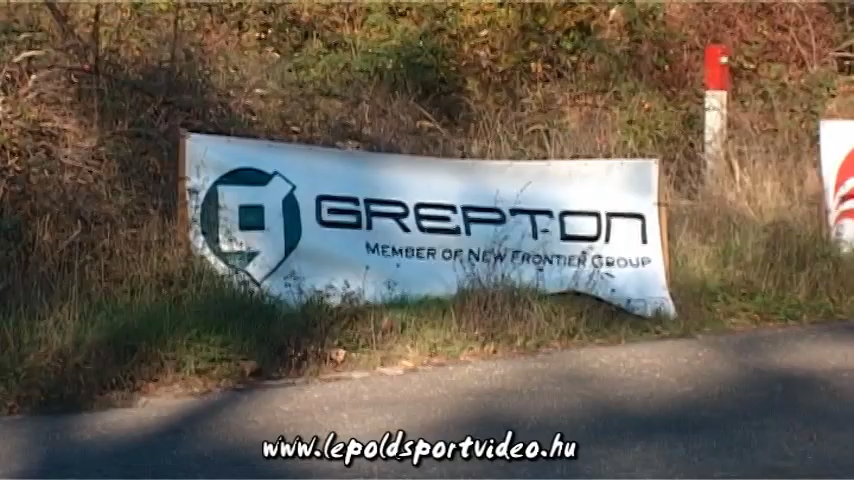 GREPTON
MEMBER OF NEW FRONTIER GROUP
www.lepoldsportvideo.hu